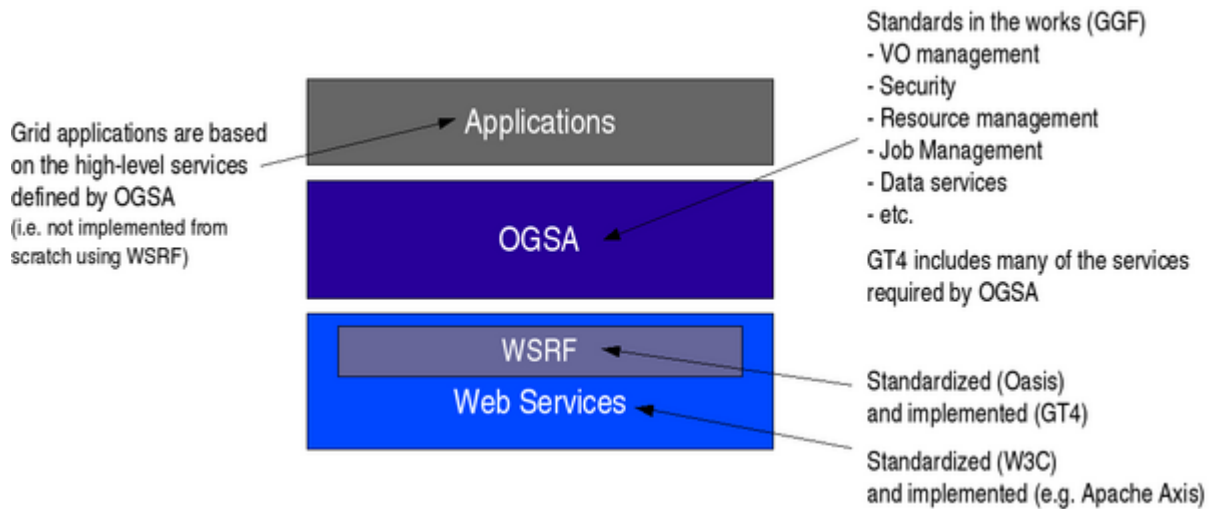 Standards in the works (GGF)
- VO management
- Security
- Resource management
- Job Management
- Data services
- etc.
GT4 includes many of the services
required by OGSA
Applications
Grid applications are based
on the high-level services
defined by OGSA
(i.e. not implemented from
scratch using WSRF)
OGSA
WSRF
Web Services
Standardized (Oasis)
and implemented (GT4)
Standardized (W3C)
and implemented (e.g. Apache Axis)